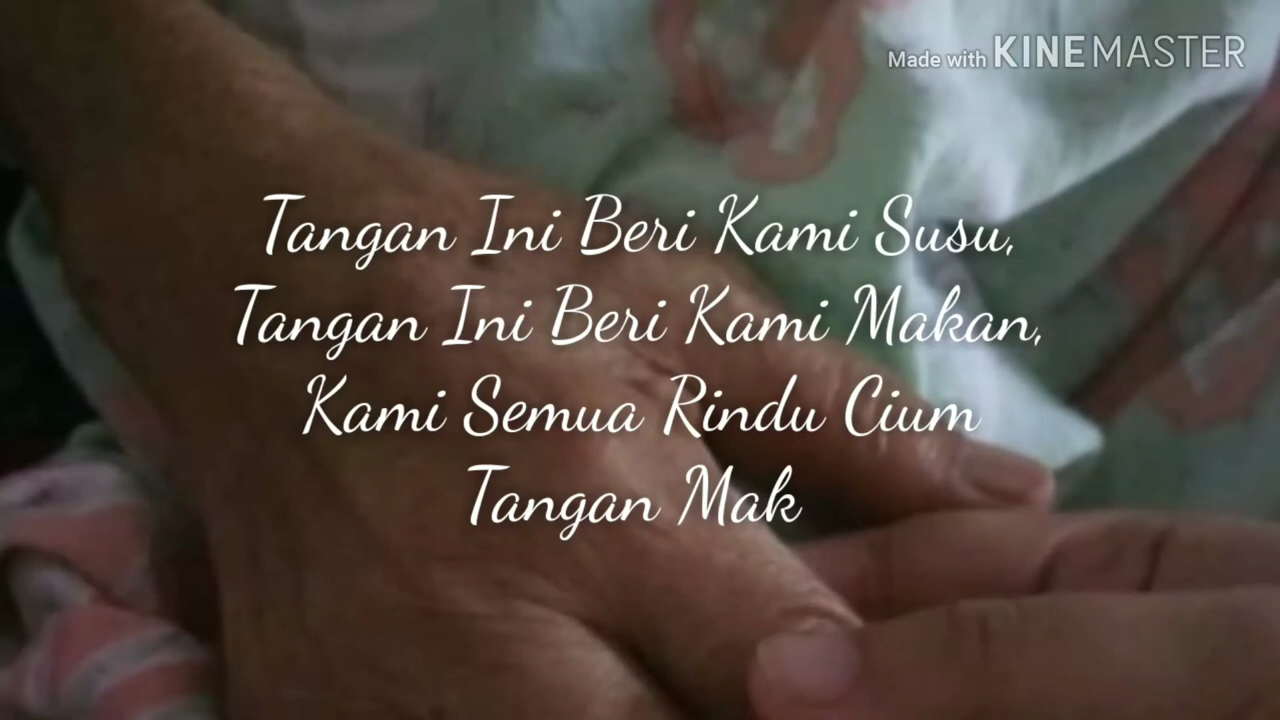 Made with KINEMASTER
Tangan Ini Beri Kami Susu,
Tangan Ini Beri Kami Makan,
Kami Semua Rindu Cium
Tangan Mak